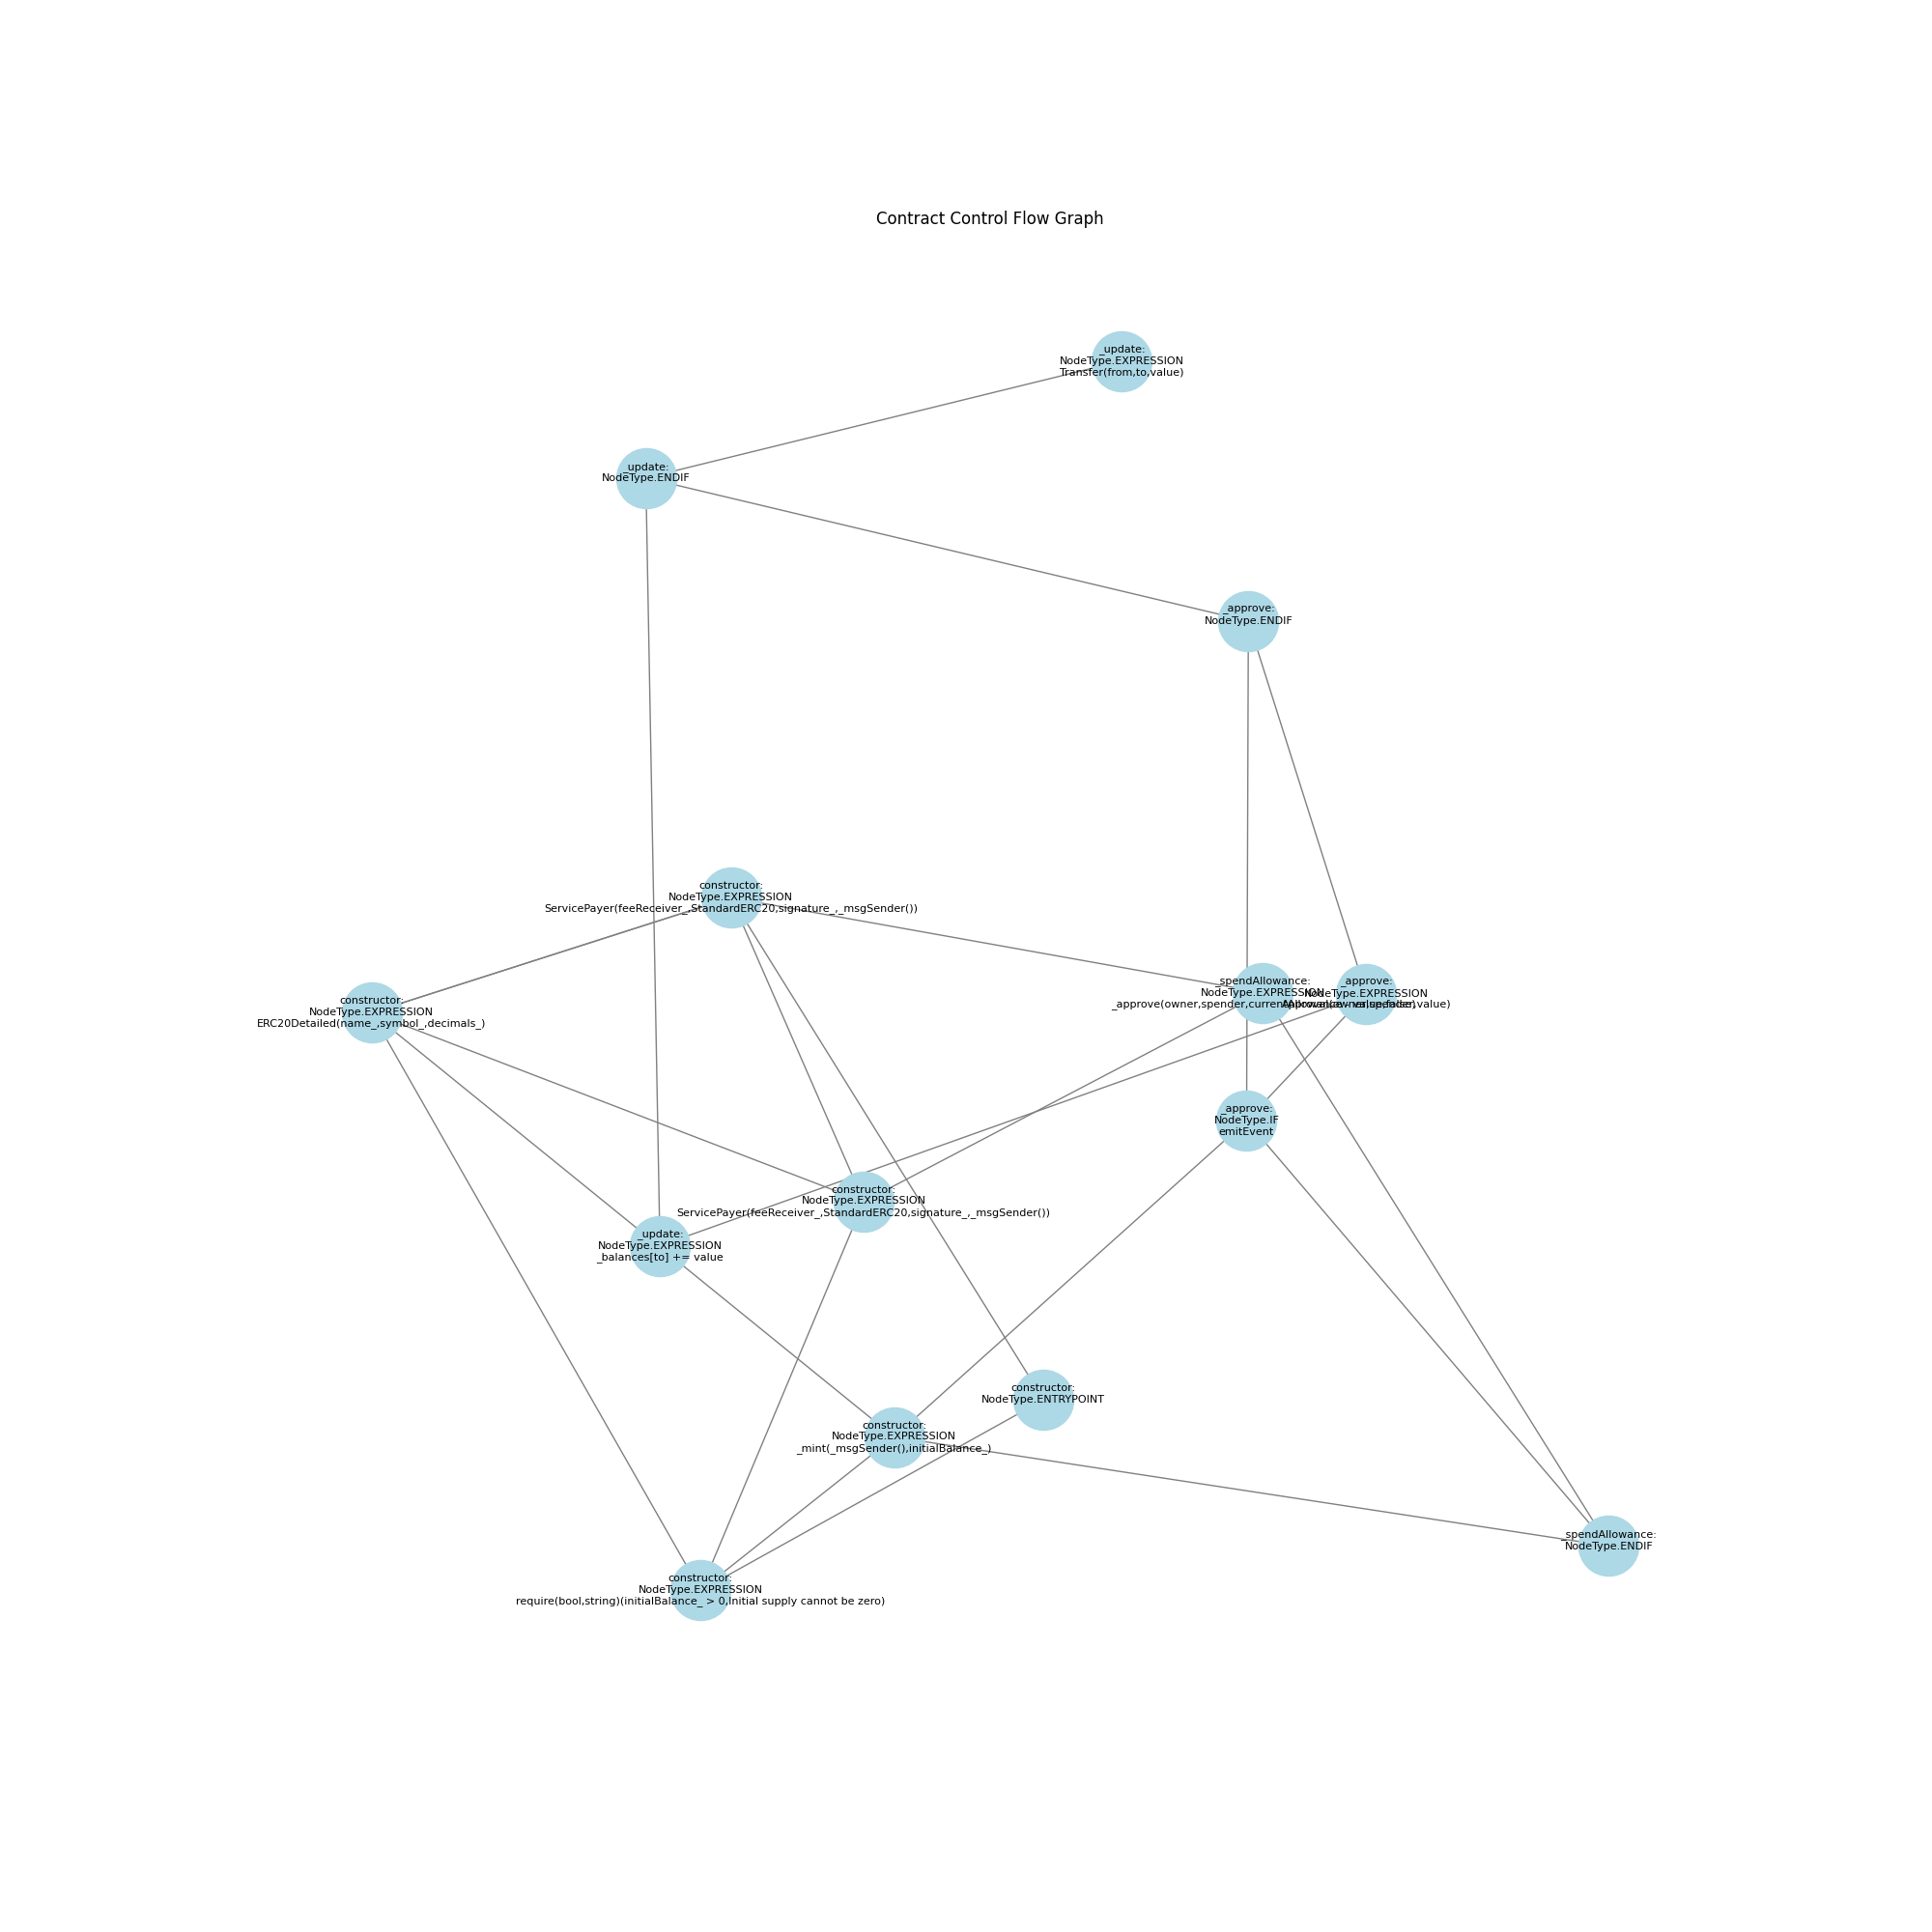 Contract Control Flow Graph
_update:
NodeType.EXPRESSION
Transfer(from,to,value)
_update:
NodeType.ENDIF
_approve:
NodeType.ENDIF
constructor:
NodeType.EXPRESSION
ServicePayer(feeReceiver_,StandardERC20,signature_,_msgSender())
_spendAllowance:
NodeType.EXPRESSION
_approve(owner,spender,currentAllowance - value,false)
_approve:
NodeType.EXPRESSION
Approval(owner,spender,value)
constructor:
NodeType.EXPRESSION
ERC20Detailed(name_,symbol_,decimals_)
_approve:
NodeType.IF
emitEvent
constructor:
NodeType.EXPRESSION
ServicePayer(feeReceiver_,StandardERC20,signature_,_msgSender())
_update:
NodeType.EXPRESSION
_balances[to] += value
constructor:
NodeType.ENTRYPOINT
constructor:
NodeType.EXPRESSION
_mint(_msgSender(),initialBalance_)
_spendAllowance:
NodeType.ENDIF
constructor:
NodeType.EXPRESSION
require(bool,string)(initialBalance_ > 0,Initial supply cannot be zero)